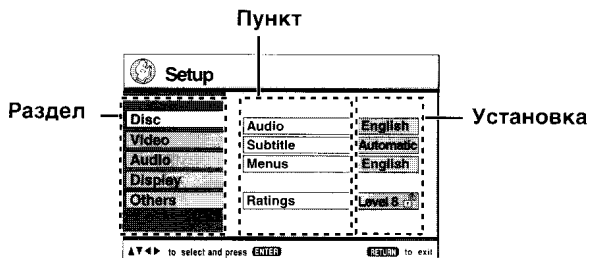 Пункт
Setup
Раздел
Установка
Disc
Video
Audio
Display
Others
Audio English
Subtitle Automatic
Menus English
Ratings Level 8
▲▼◀▶ to select and press ENTER RETURN to exit